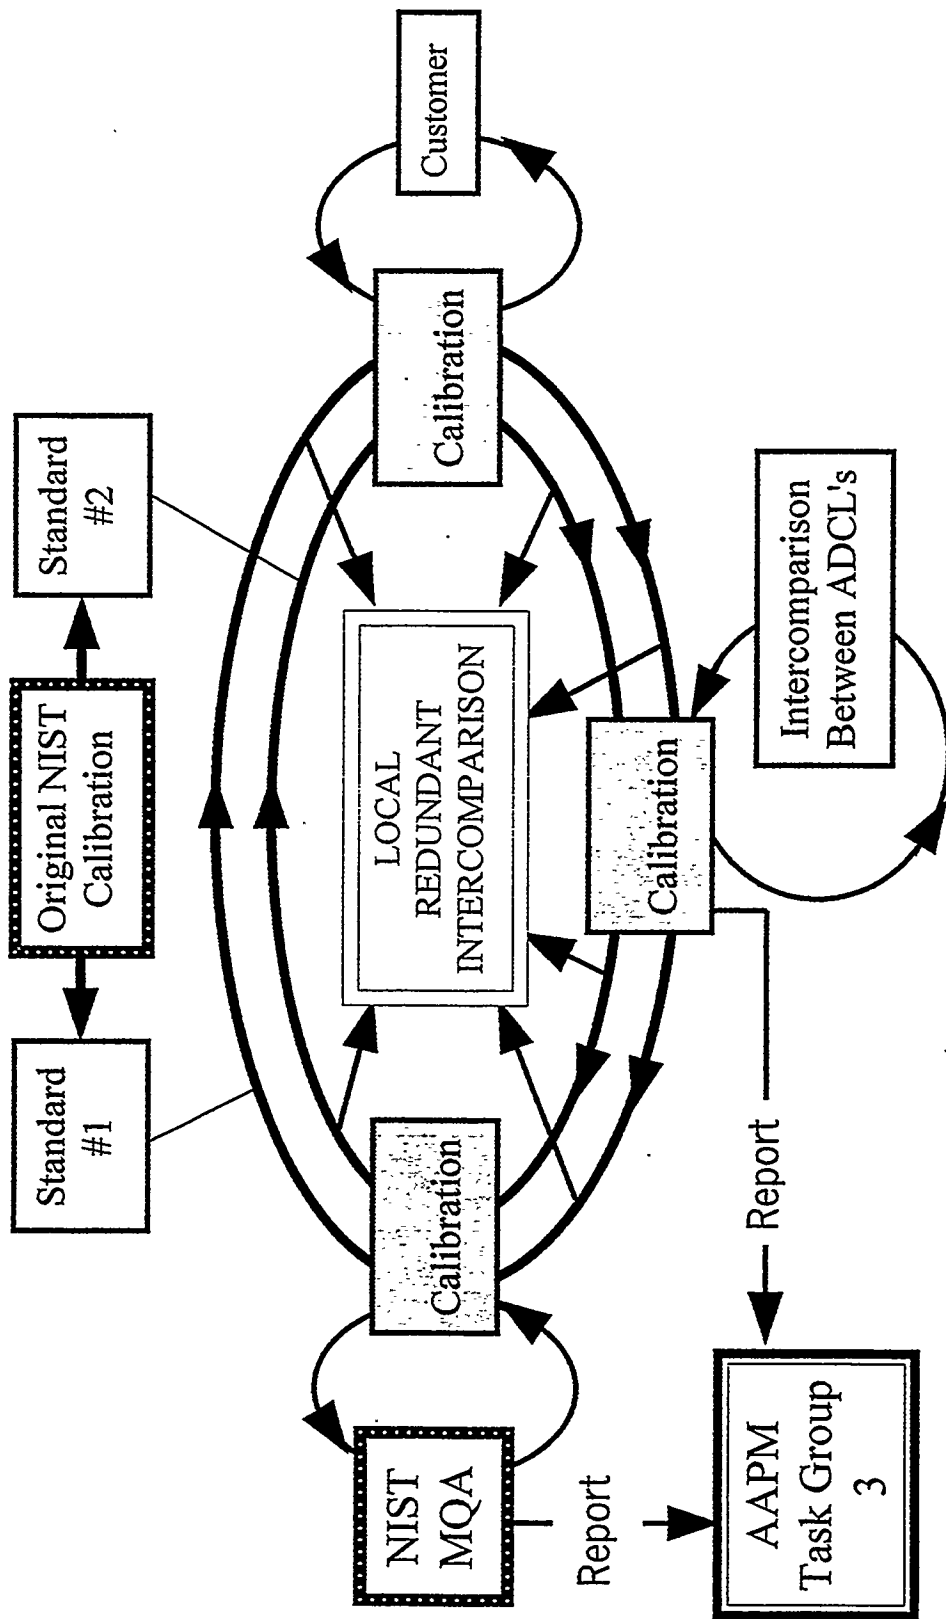 Standard
#1
Original NIST
Calibration
Standard
#2
NIST
MQA
Calibration
LOCAL
REDUNDANT
INTERCOMPARISON
Calibration
Customer
Calibration
Report
Report
Intercomparison
Between ADCL's
AAPM
Task Group
3